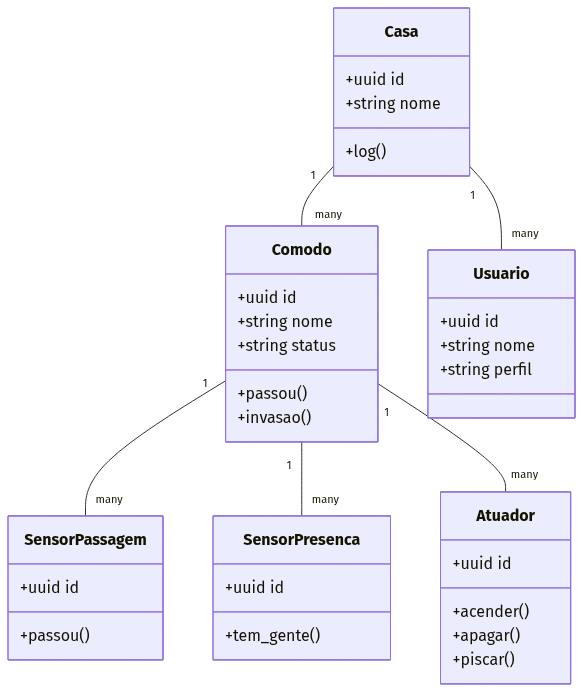 Casa
+uuid id
+string nome
+log()
1
1
many
many
Comodo
+uuid id
+string nome
+string status
+passou()
+invasao()
Usuario
+uuid id
+string nome
+string perfil
1
1
1
many
many
many
SensorPassagem
+uuid id
+passou()
SensorPresenca
+uuid id
+tem_gente()
Atuador
+uuid id
+acender()
+apagar()
+piscar()